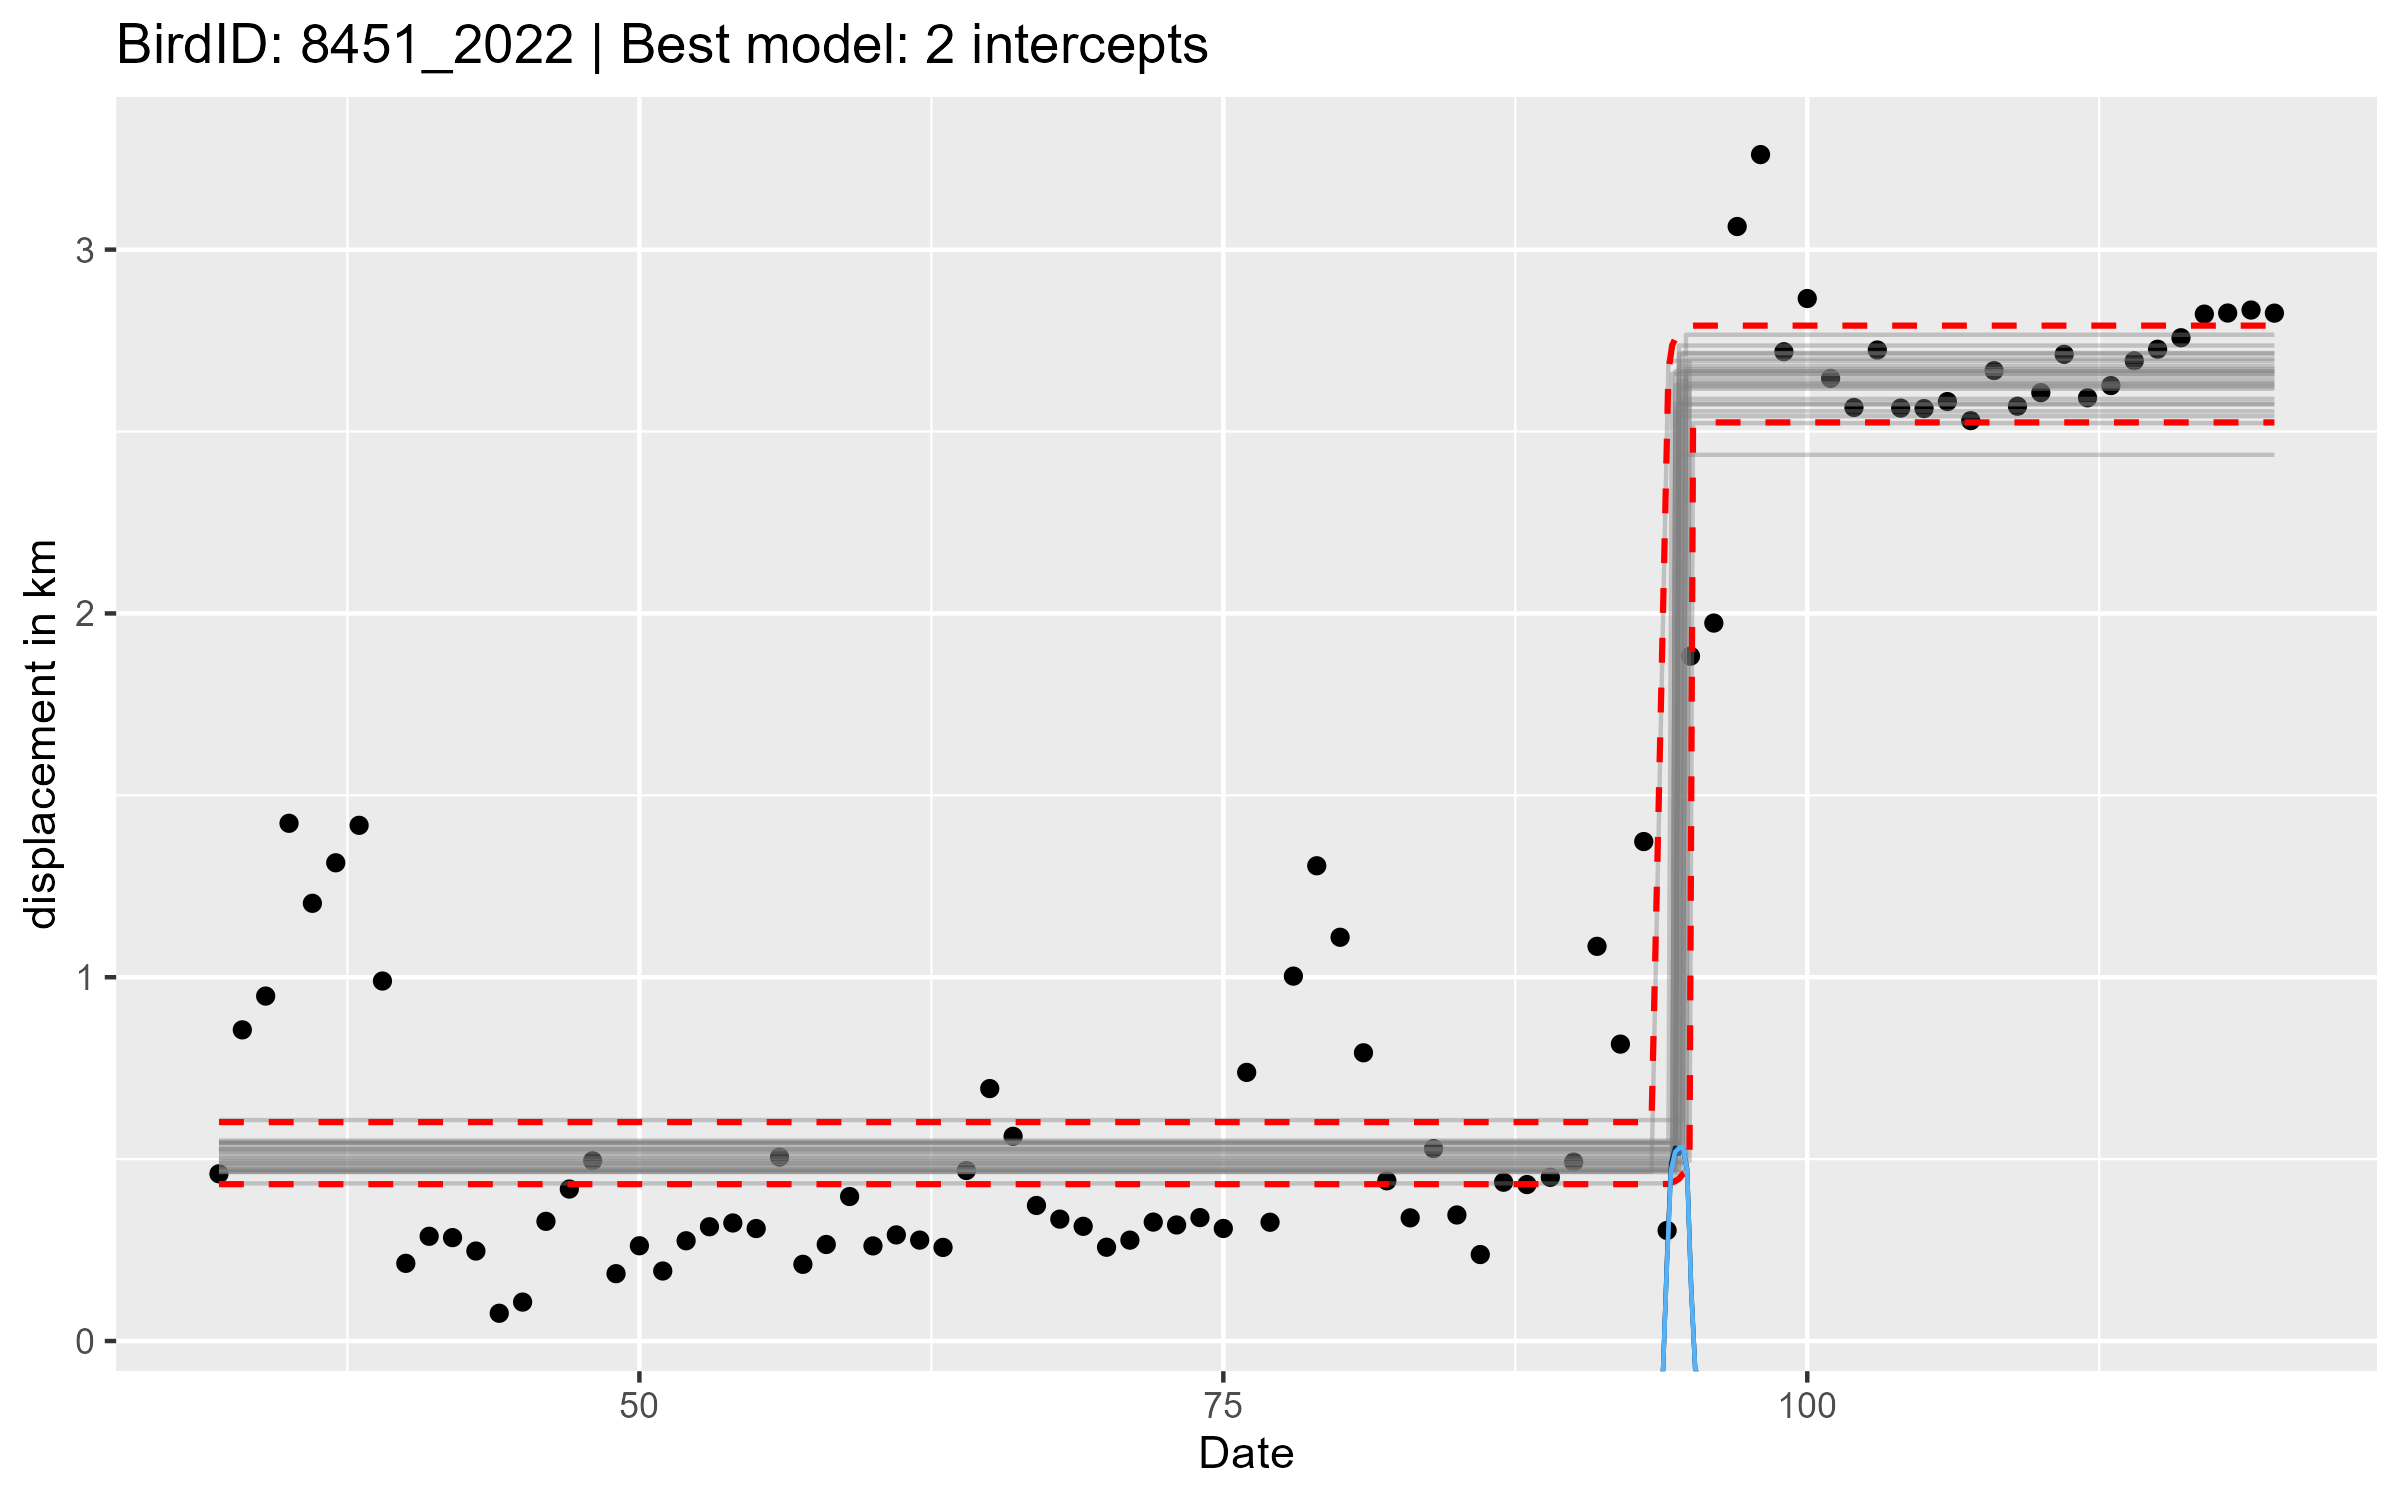 BirdID: 8451_2022 | Best model: 2 intercepts
displacement in km
3
2
1
0
50 75 100
Date